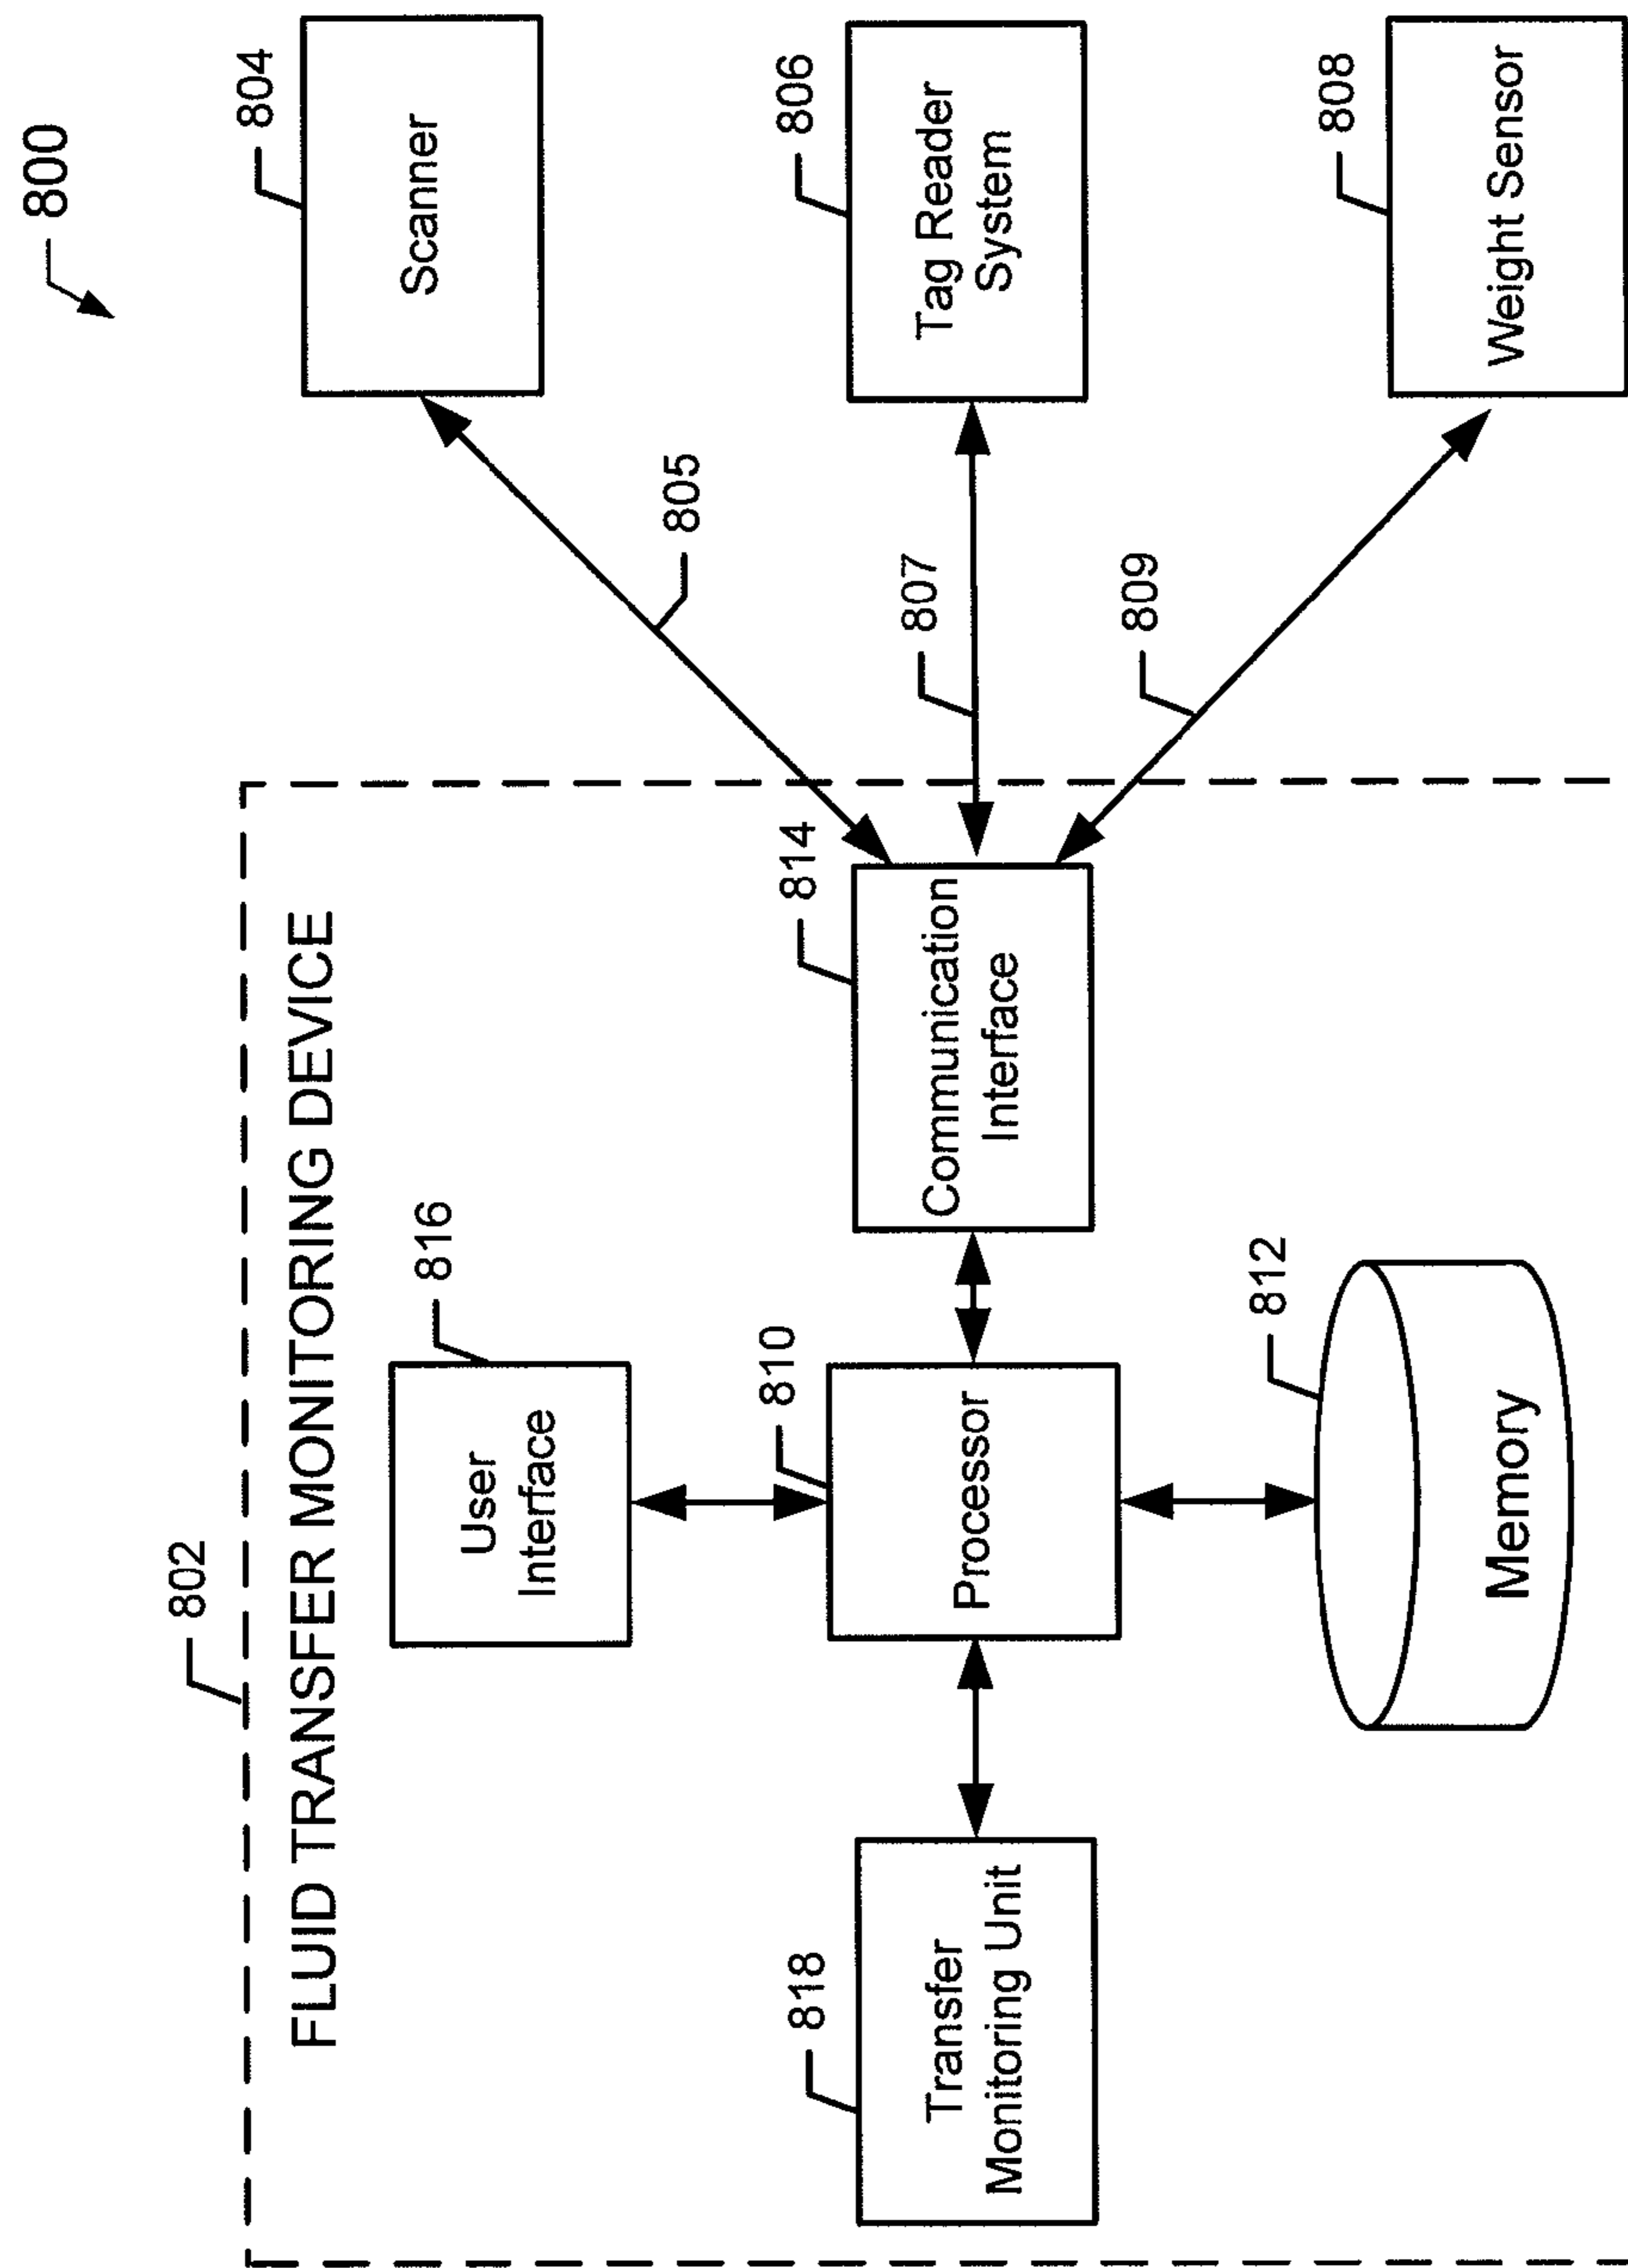 800
802
FLUID TRANSFER MONITORING DEVICE
804
Scanner
816
User
Interface
805
818
Transfer
Monitoring Unit
810
Processor
814
Communication
Interface
807
806
Tag Reader
System
812
Memory
809
808
Weight Sensor